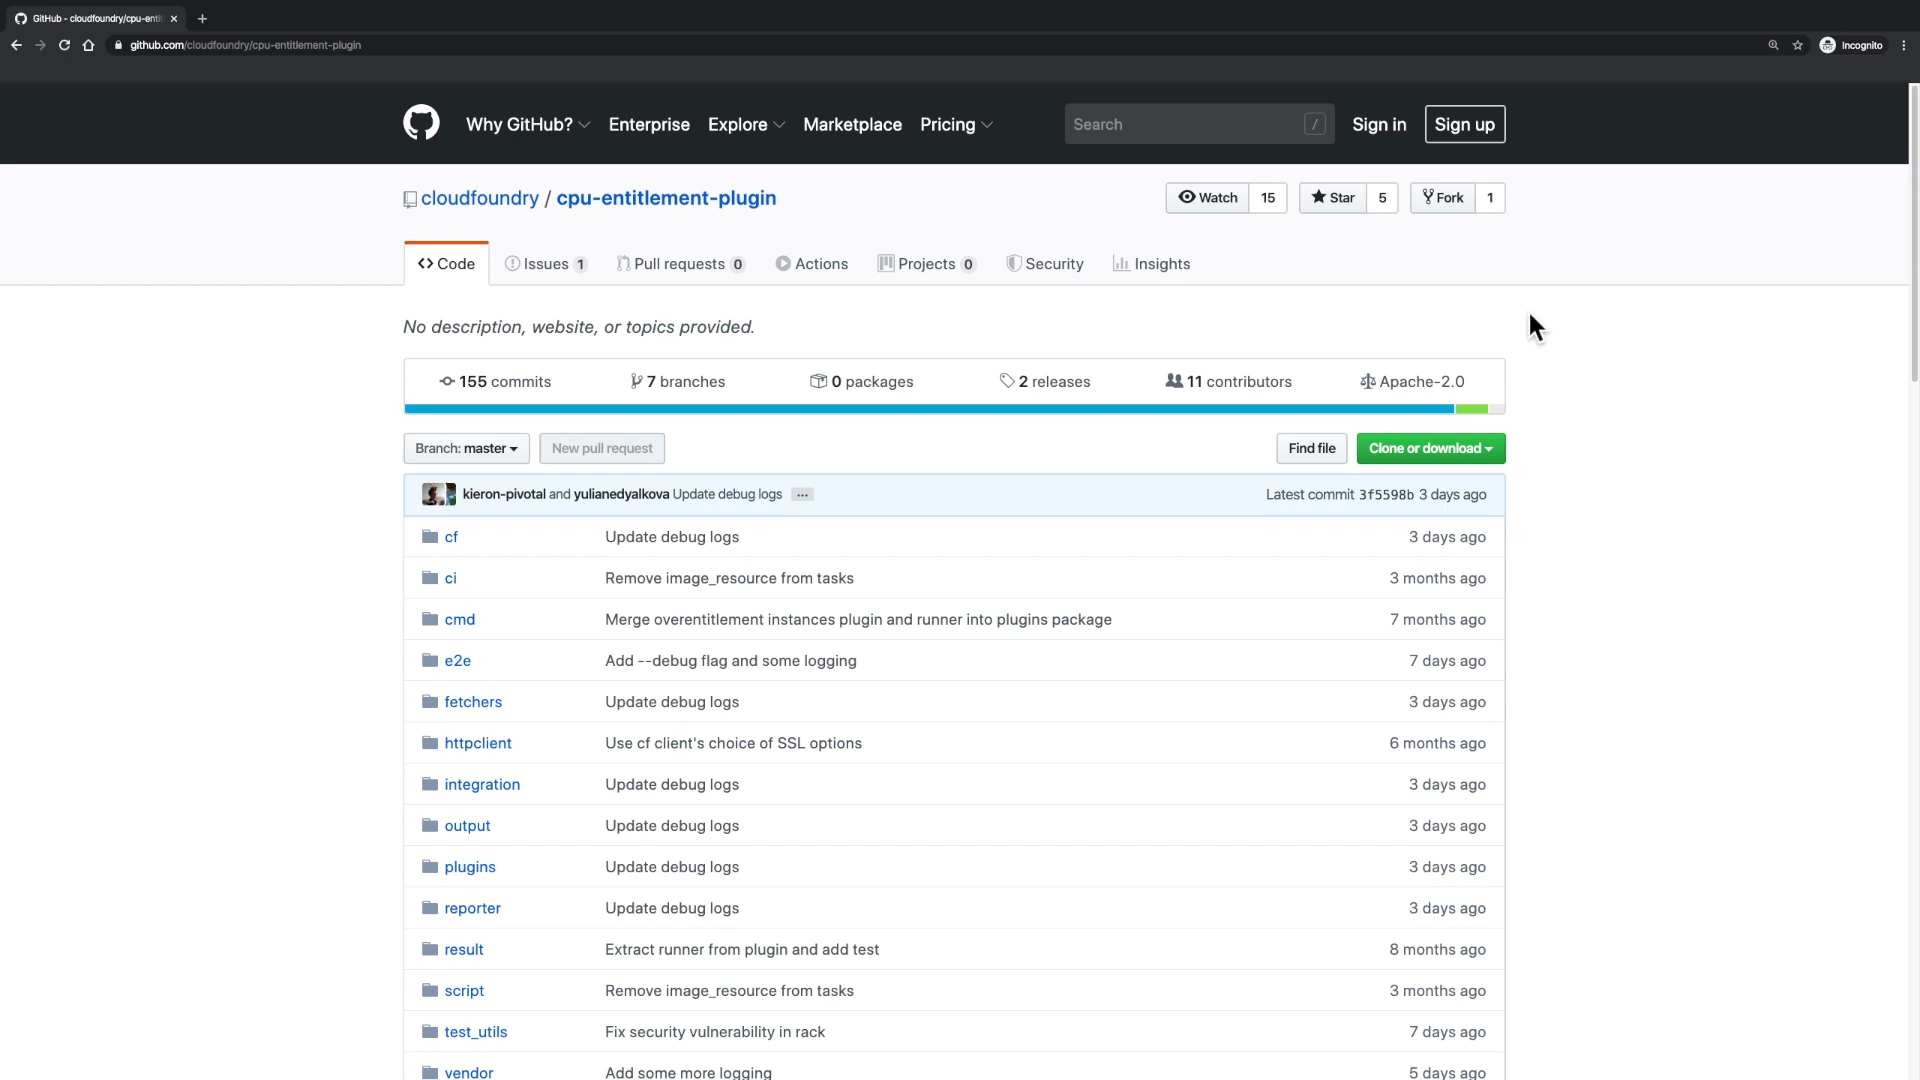 GitHub - cloudfoundry/cpu-enti
github.com/cloudfoundry/cpu-entitlement-plugin
Incognito
Why GitHub? Enterprise Explore Marketplace Pricing Search / Sign in Sign up
cloudfoundry / cpu-entitlement-plugin
Watch 15 Star 5 Fork 1
Code Issues 1 Pull requests 0 Actions Projects 0 Security Insights
No description, website, or topics provided.
155 commits 7 branches 0 packages 2 releases 11 contributors Apache-2.0
Branch: master New pull request Find file Clone or download
kieron-pivotal and yulianedyalkova Update debug logs ... Latest commit 3f5598b 3 days ago
cf Update debug logs 3 days ago
ci Remove image_resource from tasks 3 months ago
cmd Merge overentitlement instances plugin and runner into plugins package 7 months ago
e2e Add --debug flag and some logging 7 days ago
fetchers Update debug logs 3 days ago
httpclient Use cf client's choice of SSL options 6 months ago
integration Update debug logs 3 days ago
output Update debug logs 3 days ago
plugins Update debug logs 3 days ago
reporter Update debug logs 3 days ago
result Extract runner from plugin and add test 8 months ago
script Remove image_resource from tasks 3 months ago
test_utils Fix security vulnerability in rack 7 days ago
vendor Add some more logging 5 days ago